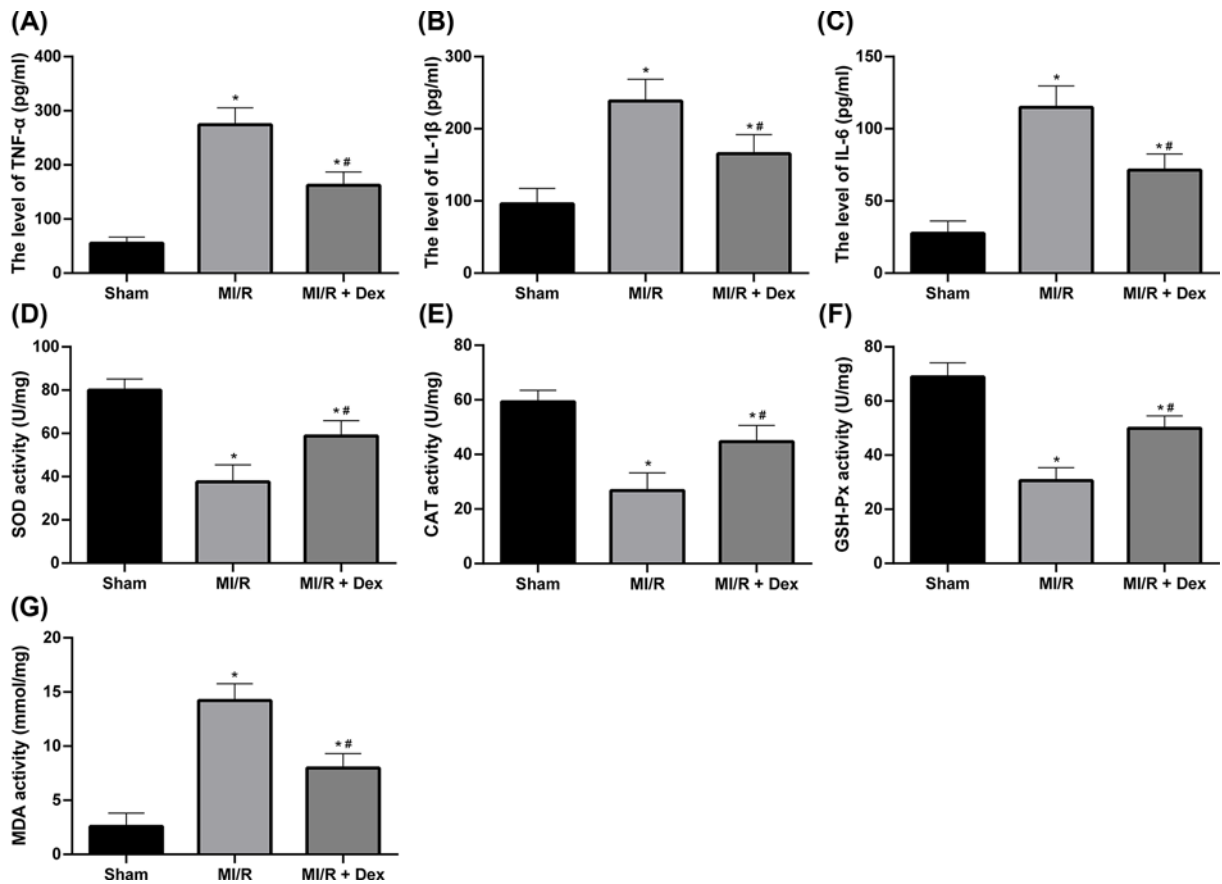 (A)
The level of TNF-α (pg/ml)
400
300
200
100
0
*
* #
Sham
MI/R
MI/R + Dex
(B)
The level of IL-1β (pg/ml)
300
200
100
0
*
* #
Sham
MI/R
MI/R + Dex
(C)
The level of IL-6 (pg/ml)
150
100
50
0
*
* #
Sham
MI/R
MI/R + Dex
(D)
SOD activity (U/mg)
100
80
60
40
20
0
*
* #
Sham
MI/R
MI/R + Dex
(E)
CAT activity (U/mg)
80
60
40
20
0
*
* #
Sham
MI/R
MI/R + Dex
(F)
GSH-Px activity (U/mg)
80
60
40
20
0
*
* #
Sham
MI/R
MI/R + Dex
(G)
MDA activity (mmol/mg)
20
15
10
5
0
*
* #
Sham
MI/R
MI/R + Dex